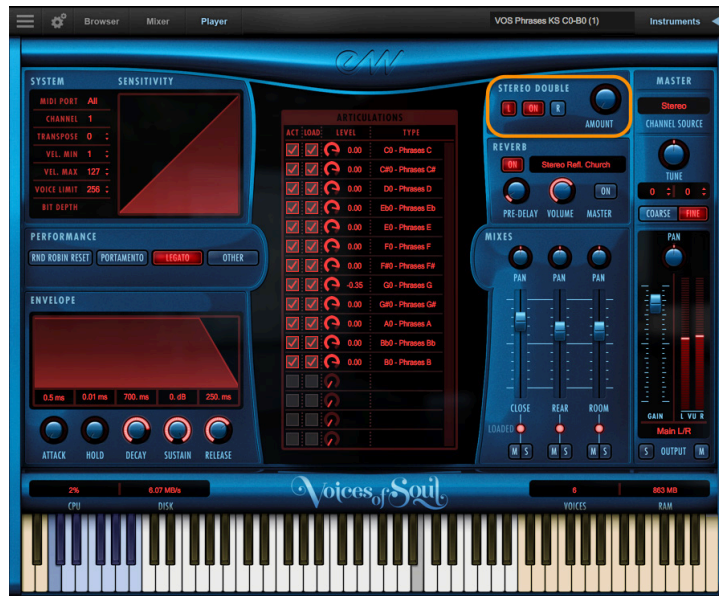 Browser Mixer Player VOS Phrases KS C0-B0 (1) Instruments
SYSTEM SENSITIVITY
MIDI PORT All
CHANNEL 1
TRANSPOSE 0
VEL. MIN 1
VEL. MAX 127
VOICE LIMIT 256
BIT DEPTH
PERFORMANCE
RND ROBIN RESET PORTAMENTO LEGATO OTHER
ENVELOPE
0.5 ms 0.01 ms 700. ms 0. dB 250. ms
ATTACK HOLD DECAY SUSTAIN RELEASE
ARTICULATIONS
ACT LOAD LEVEL TYPE
0.00 C0 - Phrases C
0.00 C#0 - Phrases C#
0.00 D0 - Phrases D
0.00 Eb0 - Phrases Eb
0.00 E0 - Phrases E
0.00 F0 - Phrases F
0.00 F#0 - Phrases F#
-0.35 G0 - Phrases G
0.00 G#0 - Phrases G#
0.00 A0 - Phrases A
0.00 Bb0 - Phrases Bb
0.00 B0 - Phrases B
STEREO DOUBLE
L ON R
AMOUNT
REVERB
ON Stereo Refl. Church
ON
PRE-DELAY VOLUME MASTER
MIXES
PAN PAN PAN
CLOSE REAR ROOM
LOADED
M S M S M S
MASTER
Stereo
CHANNEL SOURCE
TUNE
0 0
COARSE FINE
PAN
GAIN L VU R
Main L/R
S OUTPUT M
Voices of Soul
2% 6.07 MB/s
CPU DISK
6 863 MB
VOICES RAM